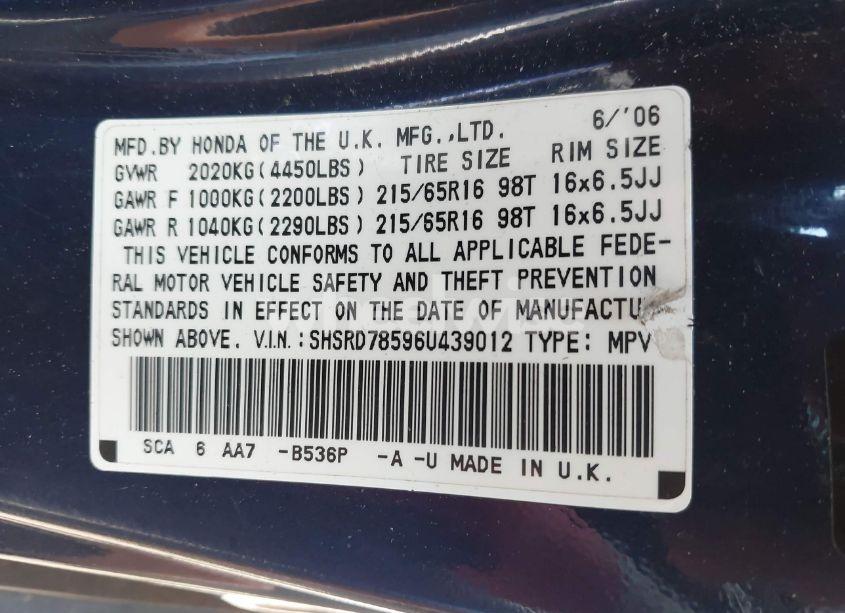 MFD.BY HONDA OF THE U.K. MFG.,LTD. 6/'06
GVWR 2020KG(4450LBS) TIRE SIZE RIM SIZE
GAWR F 1000KG(2200LBS) 215/65R16 98T 16x6.5JJ
GAWR R 1040KG(2290LBS) 215/65R16 98T 16x6.5JJ
THIS VEHICLE CONFORMS TO ALL APPLICABLE FEDE-
RAL MOTOR VEHICLE SAFETY AND THEFT PREVENTION
STANDARDS IN EFFECT ON THE DATE OF MANUFACTU
SHOWN ABOVE. V.I.N.:SHSRD78596U439012 TYPE: MPV
SCA 6 AA7 -B536P -A -U MADE IN U.K.